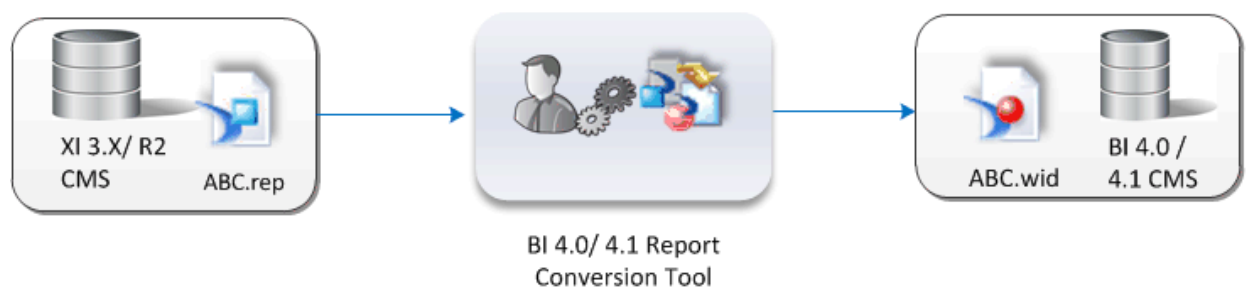 XI 3.X/ R2
CMS
ABC.rep
BI 4.0/ 4.1 Report
Conversion Tool
ABC.wid
BI 4.0 /
4.1 CMS